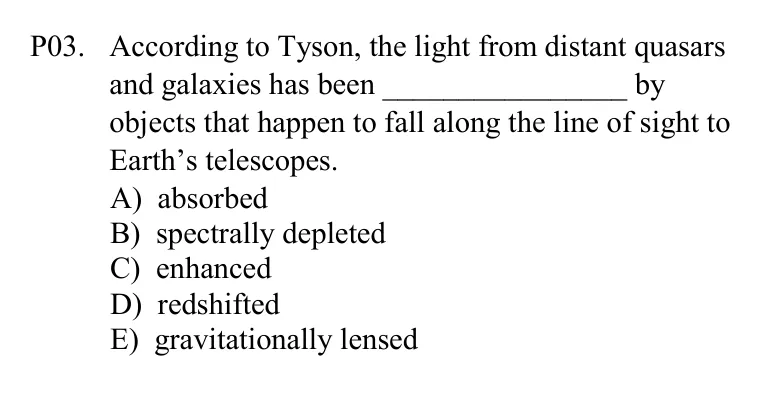 P03. According to Tyson, the light from distant quasars
and galaxies has been ________________ by
objects that happen to fall along the line of sight to
Earth’s telescopes.
A) absorbed
B) spectrally depleted
C) enhanced
D) redshifted
E) gravitationally lensed